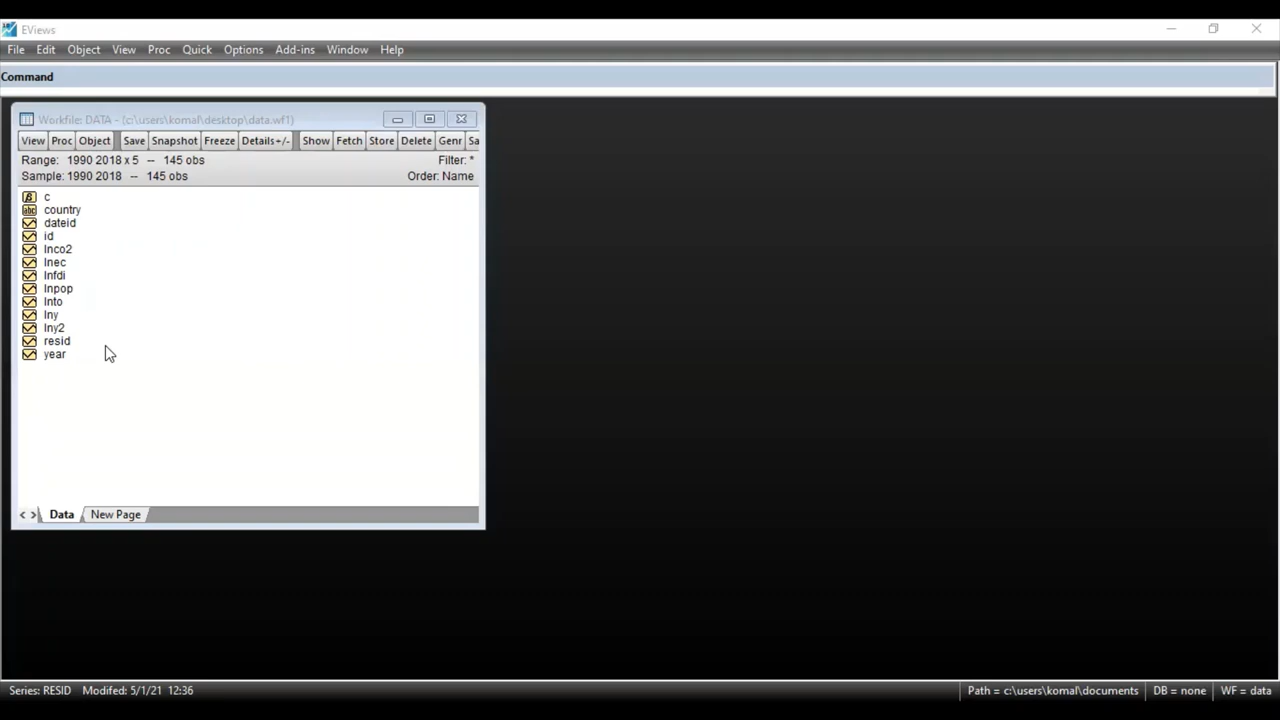 EViews
File Edit Object View Proc Quick Options Add-ins Window Help
Command
Workfile: DATA - (c:\users\komal\desktop\data.wf1)
View Proc Object Save Snapshot Freeze Details+/- Show Fetch Store Delete Genr Sa
Range: 1990 2018 x 5 -- 145 obs Filter: *
Sample: 1990 2018 -- 145 obs Order: Name
β c
abc country
dateid
id
lnco2
lnec
lnfdi
lnpop
lnto
lny
lny2
resid
year
< > Data New Page
Series: RESID Modifed: 5/1/21 12:36 Path = c:\users\komal\documents DB = none WF = data